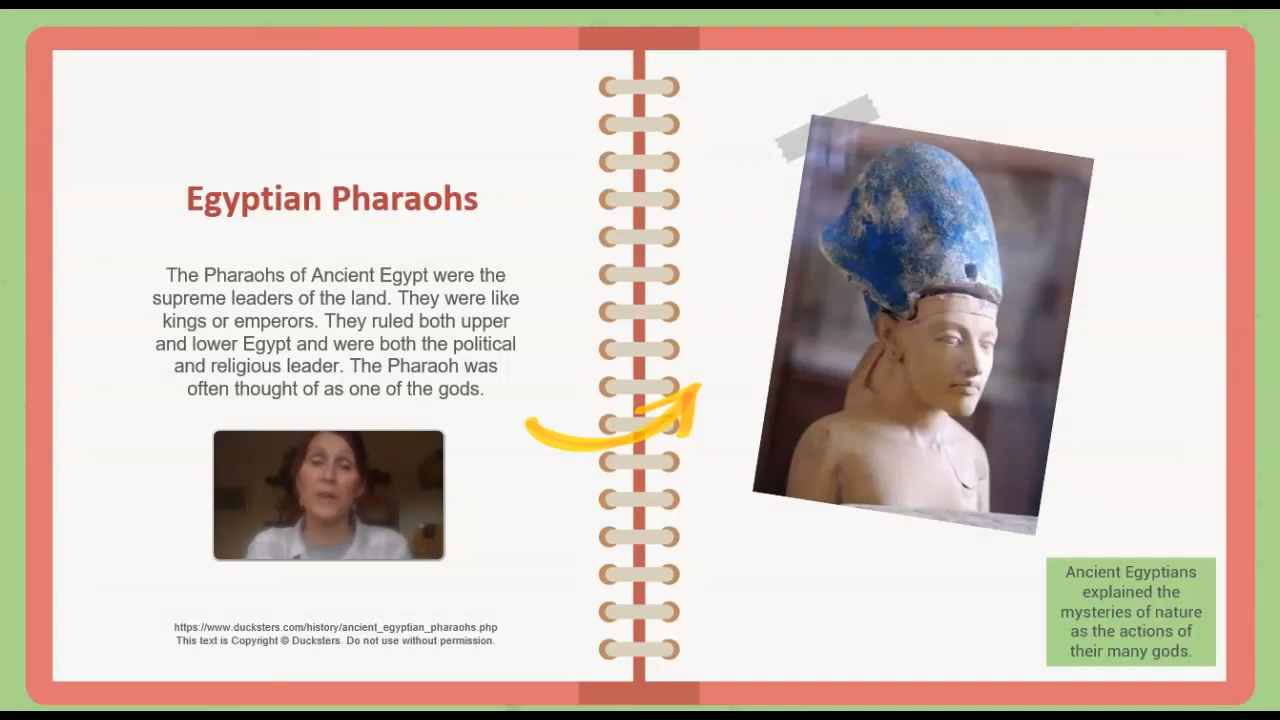 Egyptian Pharaohs
The Pharaohs of Ancient Egypt were the
supreme leaders of the land. They were like
kings or emperors. They ruled both upper
and lower Egypt and were both the political
and religious leader. The Pharaoh was
often thought of as one of the gods.
https://www.ducksters.com/history/ancient_egyptian_pharaohs.php
This text is Copyright © Ducksters. Do not use without permission.
Ancient Egyptians
explained the
mysteries of nature
as the actions of
their many gods.